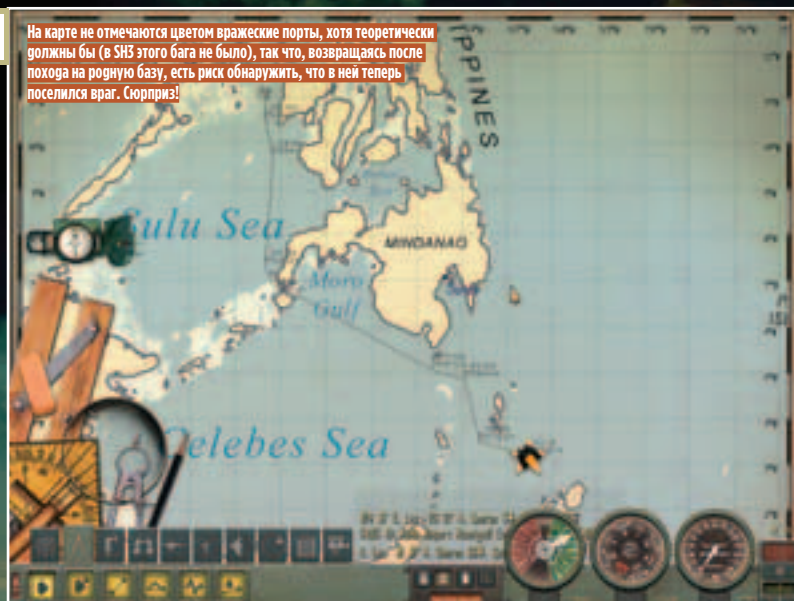 На карте не отмечаются цветом вражеские порты, хотя теоретически
должны бы (в SH3 этого бага не было), так что, возвращаясь после
похода на родную базу, есть риск обнаружить, что в ней теперь
поселился враг. Сюрприз!
IPPINES
Sulu Sea
MINDANAO
Moro
Gulf
Celebes Sea